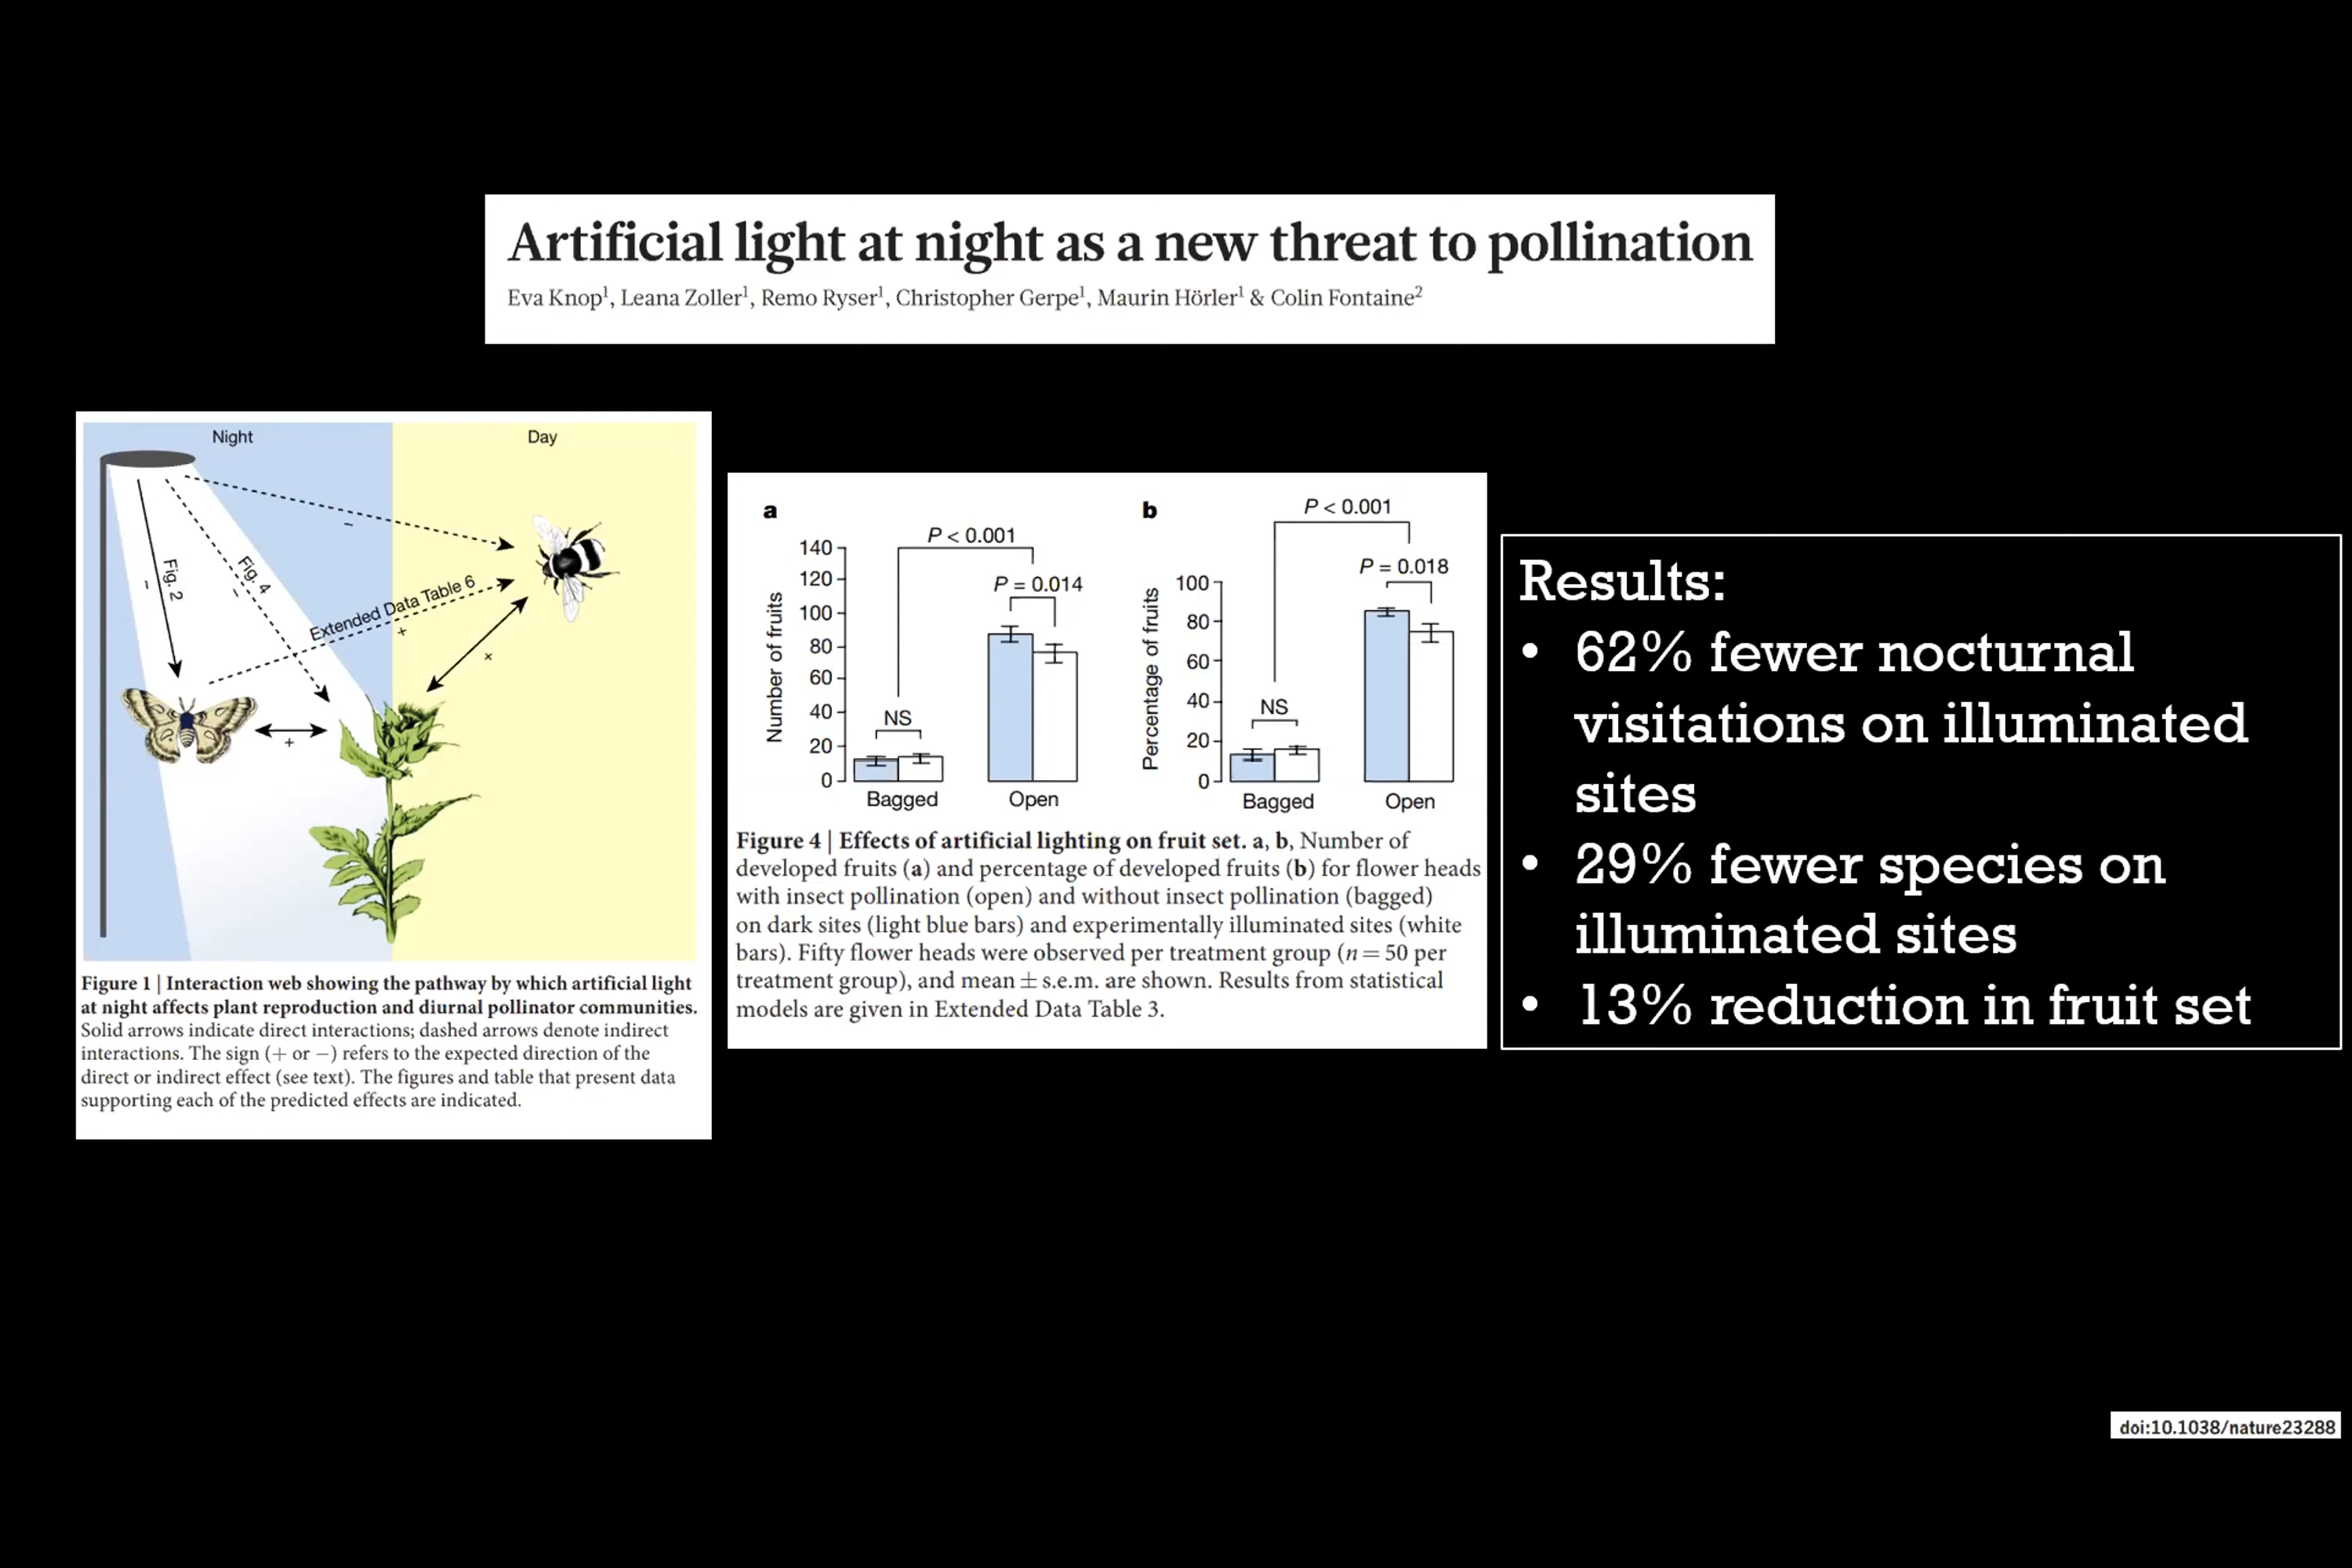 Artificial light at night as a new threat to pollination
Eva Knop¹, Leana Zoller¹, Remo Ryser¹, Christopher Gerpe¹, Maurin Hörler¹ & Colin Fontaine²
Night
Day
–
Fig. 2
–
Fig. 4
–
Extended Data Table 6
+
+
+
Figure 1 | Interaction web showing the pathway by which artificial light
at night affects plant reproduction and diurnal pollinator communities.
Solid arrows indicate direct interactions; dashed arrows denote indirect
interactions. The sign (+ or −) refers to the expected direction of the
direct or indirect effect (see text). The figures and table that present data
supporting each of the predicted effects are indicated.
a
P < 0.001
P = 0.014
NS
Number of fruits
140
120
100
80
60
40
20
0
Bagged
Open
b
P < 0.001
P = 0.018
NS
Percentage of fruits
100
80
60
40
20
0
Bagged
Open
Figure 4 | Effects of artificial lighting on fruit set. a, b, Number of
developed fruits (a) and percentage of developed fruits (b) for flower heads
with insect pollination (open) and without insect pollination (bagged)
on dark sites (light blue bars) and experimentally illuminated sites (white
bars). Fifty flower heads were observed per treatment group (n = 50 per
treatment group), and mean ± s.e.m. are shown. Results from statistical
models are given in Extended Data Table 3.
Results:
• 62% fewer nocturnal
visitations on illuminated
sites
• 29% fewer species on
illuminated sites
• 13% reduction in fruit set
doi:10.1038/nature23288